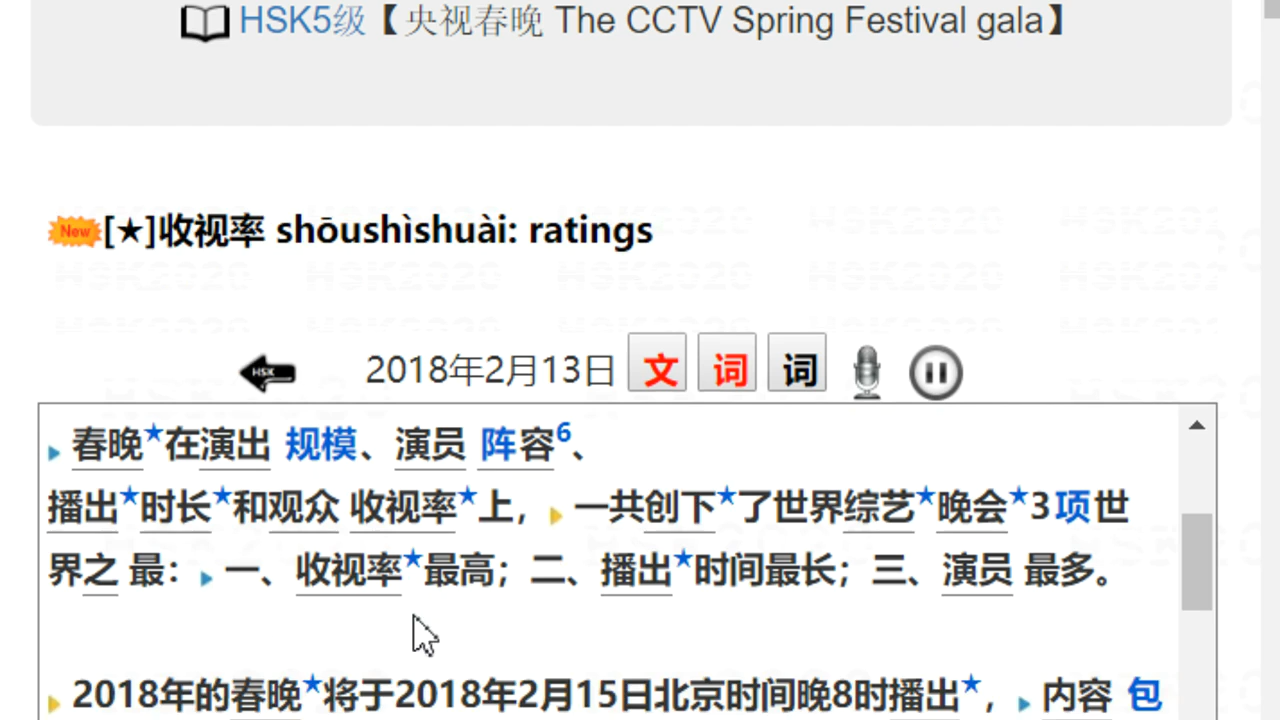 HSK5级【央视春晚 The CCTV Spring Festival gala】
New [★]收视率 shōushìshuài: ratings
HSK 2018年2月13日 文 词 词
春晚★在演出 规模、演员 阵容6、
播出★时长★和观众 收视率★上，一共创下★了世界综艺★晚会★3项世
界之 最：一、收视率★最高；二、播出★时间最长；三、演员 最多。
2018年的春晚★将于2018年2月15日北京时间晚8时播出★，内容 包